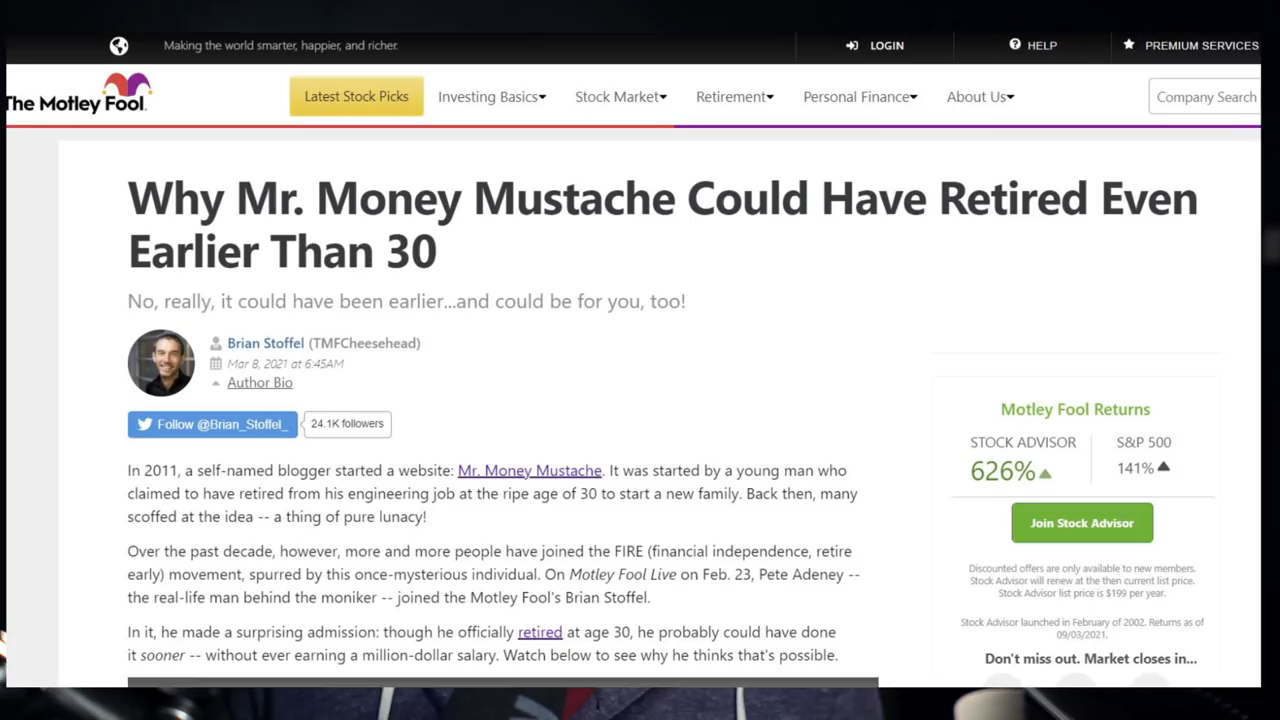 Making the world smarter, happier, and richer.
LOGIN
HELP
PREMIUM SERVICES
The Motley Fool.
Latest Stock Picks
Investing Basics
Stock Market
Retirement
Personal Finance
About Us
Company Search
Why Mr. Money Mustache Could Have Retired Even
Earlier Than 30
No, really, it could have been earlier...and could be for you, too!
Brian Stoffel (TMFCheesehead)
Mar 8, 2021 at 6:45AM
Author Bio
Follow @Brian_Stoffel_
24.1K followers
In 2011, a self-named blogger started a website: Mr. Money Mustache. It was started by a young man who
claimed to have retired from his engineering job at the ripe age of 30 to start a new family. Back then, many
scoffed at the idea -- a thing of pure lunacy!
Over the past decade, however, more and more people have joined the FIRE (financial independence, retire
early) movement, spurred by this once-mysterious individual. On Motley Fool Live on Feb. 23, Pete Adeney --
the real-life man behind the moniker -- joined the Motley Fool's Brian Stoffel.
In it, he made a surprising admission: though he officially retired at age 30, he probably could have done
it sooner -- without ever earning a million-dollar salary. Watch below to see why he thinks that's possible.
Motley Fool Returns
STOCK ADVISOR
S&P 500
626%
141%
Join Stock Advisor
Discounted offers are only available to new members.
Stock Advisor will renew at the then current list price.
Stock Advisor list price is $199 per year.
Stock Advisor launched in February of 2002. Returns as of
09/03/2021.
Don't miss out. Market closes in...